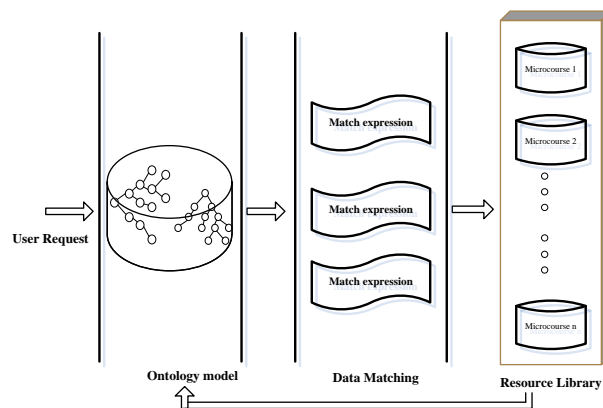 Microcourse 1
Match expression
Microcourse 2
Match expression
User Request
Match expression
Microcourse n
Ontology model
Data Matching
Resource Library